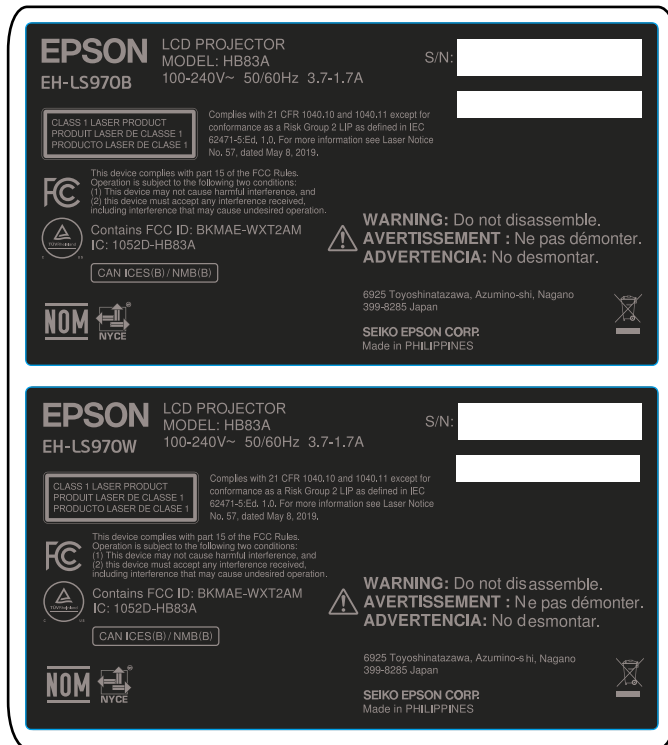 EPSON
EH-LS970B
LCD PROJECTOR
MODEL: HB83A
100-240V~ 50/60Hz 3.7-1.7A
S/N:
CLASS 1 LASER PRODUCT
PRODUIT LASER DE CLASSE 1
PRODUCTO LASER DE CLASE 1
Complies with 21 CFR 1040.10 and 1040.11 except for
conformance as a Risk Group 2 LIP as defined in IEC
62471-5:Ed. 1.0. For more information see Laser Notice
No. 57, dated May 8, 2019.
FC
This device complies with part 15 of the FCC Rules.
Operation is subject to the following two conditions:
(1) This device may not cause harmful interference, and
(2) this device must accept any interference received,
including interference that may cause undesired operation.
TÜVRheinland
C US
Contains FCC ID: BKMAE-WXT2AM
IC: 1052D-HB83A
CAN ICES(B) / NMB(B)
WARNING: Do not disassemble.
AVERTISSEMENT : Ne pas démonter.
ADVERTENCIA: No desmontar.
NOM
NYCE
6925 Toyoshinatazawa, Azumino-shi, Nagano
399-8285 Japan
SEIKO EPSON CORP.
Made in PHILIPPINES
EPSON
EH-LS970W
LCD PROJECTOR
MODEL: HB83A
100-240V~ 50/60Hz 3.7-1.7A
S/N:
CLASS 1 LASER PRODUCT
PRODUIT LASER DE CLASSE 1
PRODUCTO LASER DE CLASE 1
Complies with 21 CFR 1040.10 and 1040.11 except for
conformance as a Risk Group 2 LIP as defined in IEC
62471-5:Ed. 1.0. For more information see Laser Notice
No. 57, dated May 8, 2019.
FC
This device complies with part 15 of the FCC Rules.
Operation is subject to the following two conditions:
(1) This device may not cause harmful interference, and
(2) this device must accept any interference received,
including interference that may cause undesired operation.
TÜVRheinland
C US
Contains FCC ID: BKMAE-WXT2AM
IC: 1052D-HB83A
CAN ICES(B) / NMB(B)
WARNING: Do not disassemble.
AVERTISSEMENT : Ne pas démonter.
ADVERTENCIA: No desmontar.
NOM
NYCE
6925 Toyoshinatazawa, Azumino-shi, Nagano
399-8285 Japan
SEIKO EPSON CORP.
Made in PHILIPPINES